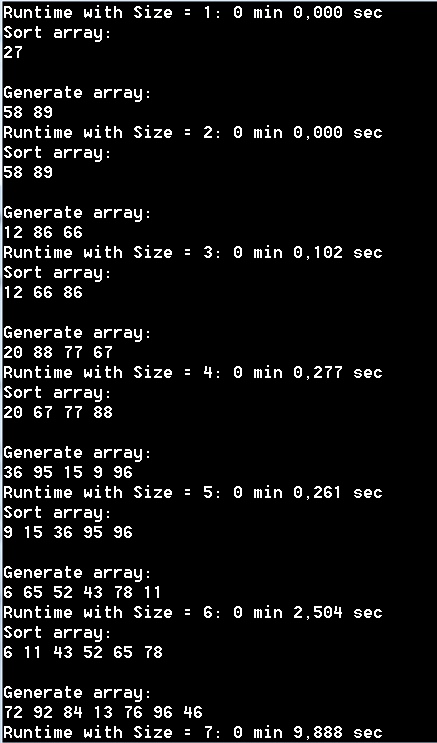 Runtime with Size = 1: 0 min 0,000 sec
Sort array:
27
Generate array:
58 89
Runtime with Size = 2: 0 min 0,000 sec
Sort array:
58 89
Generate array:
12 86 66
Runtime with Size = 3: 0 min 0,102 sec
Sort array:
12 66 86
Generate array:
20 88 77 67
Runtime with Size = 4: 0 min 0,277 sec
Sort array:
20 67 77 88
Generate array:
36 95 15 9 96
Runtime with Size = 5: 0 min 0,261 sec
Sort array:
9 15 36 95 96
Generate array:
6 65 52 43 78 11
Runtime with Size = 6: 0 min 2,504 sec
Sort array:
6 11 43 52 65 78
Generate array:
72 92 84 13 76 96 46
Runtime with Size = 7: 0 min 9,888 sec